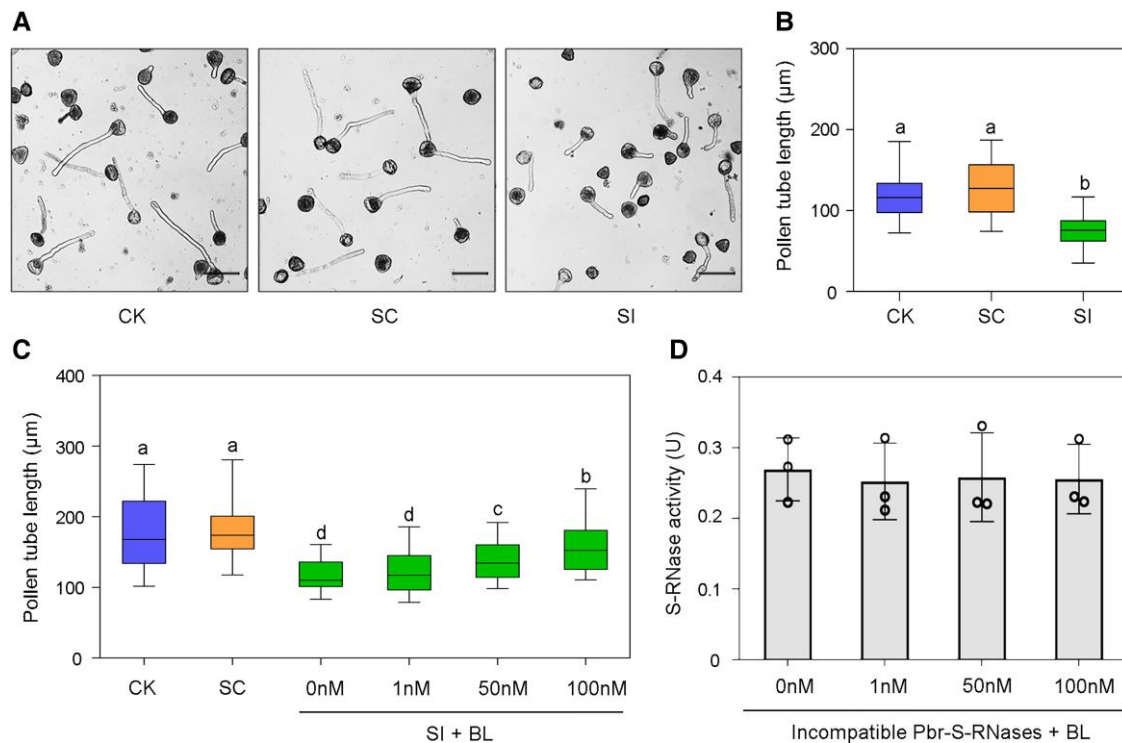 A
CK
SC
SI
B
Pollen tube length (µm)
300
200
100
0
a
a
b
CK
SC
SI
C
Pollen tube length (µm)
400
300
200
100
0
a
a
d
d
c
b
CK
SC
0nM
1nM
50nM
100nM
SI + BL
D
S-RNase activity (U)
0.4
0.3
0.2
0.1
0
0nM
1nM
50nM
100nM
Incompatible Pbr-S-RNases + BL